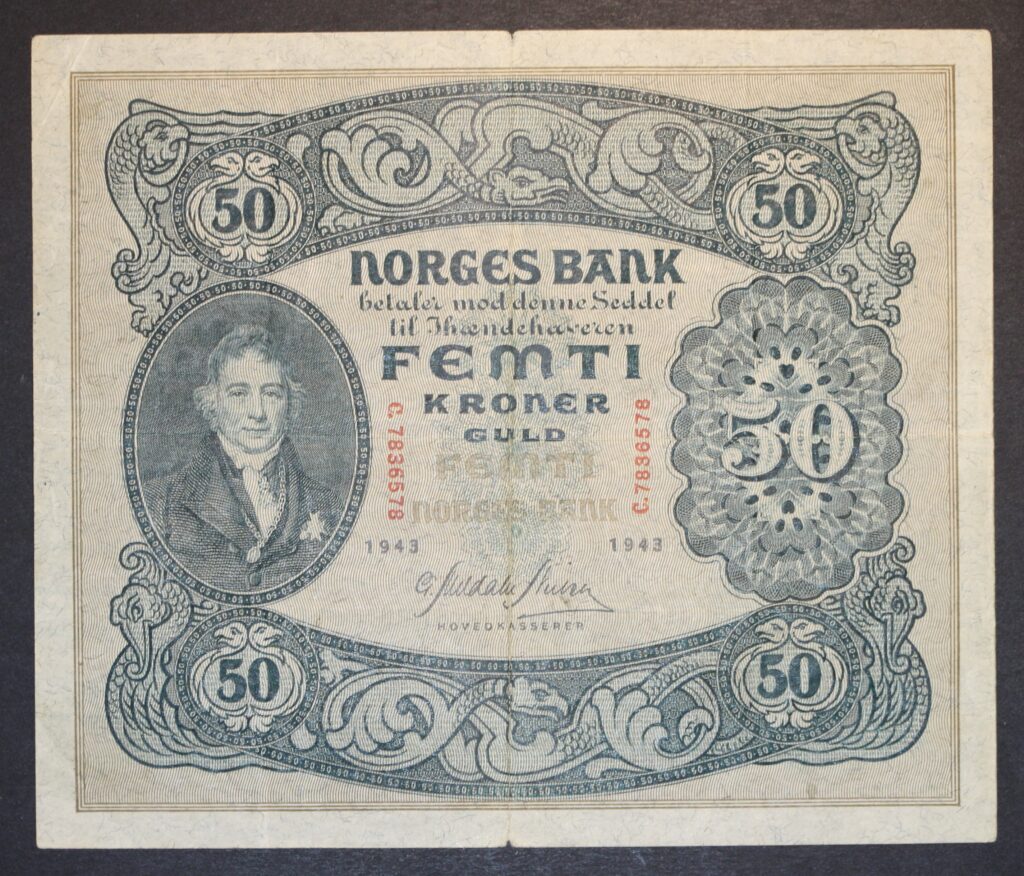 50 50
NORGES BANK
betaler mod denne Seddel
til Ihændehaveren
FEMTI
KRONER
GULD
C.7836578 C.7836578
50
FEMTI
NORGES BANK
1943 1943
HOVEDKASSERER
50 50